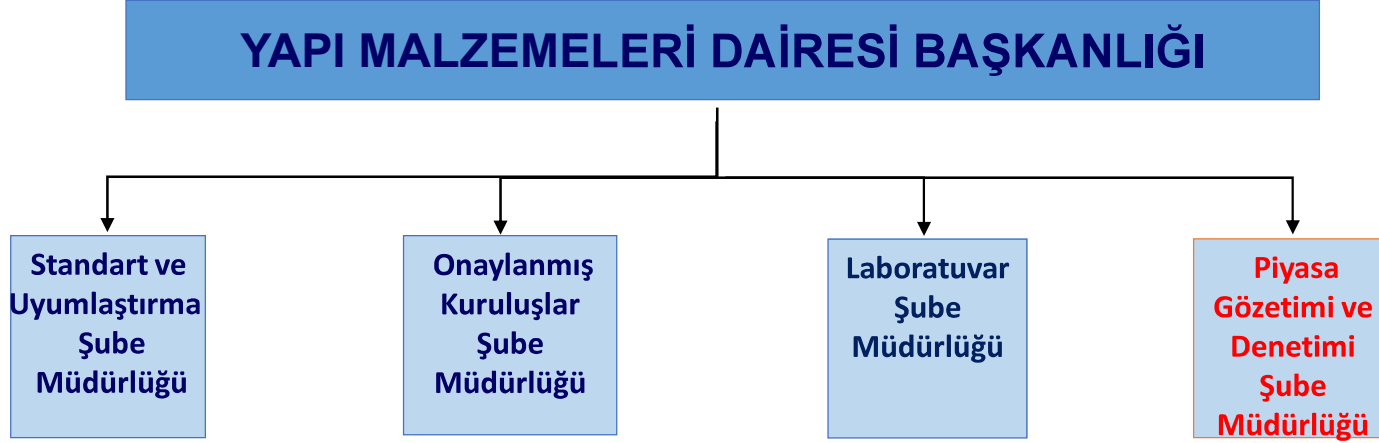 YAPI MALZEMELERİ DAİRESİ BAŞKANLIĞI
Standart ve
Uyumlaştırma
Şube
Müdürlüğü
Onaylanmış
Kuruluşlar
Şube
Müdürlüğü
Laboratuvar
Şube
Müdürlüğü
Piyasa
Gözetimi ve
Denetimi
Şube
Müdürlüğü